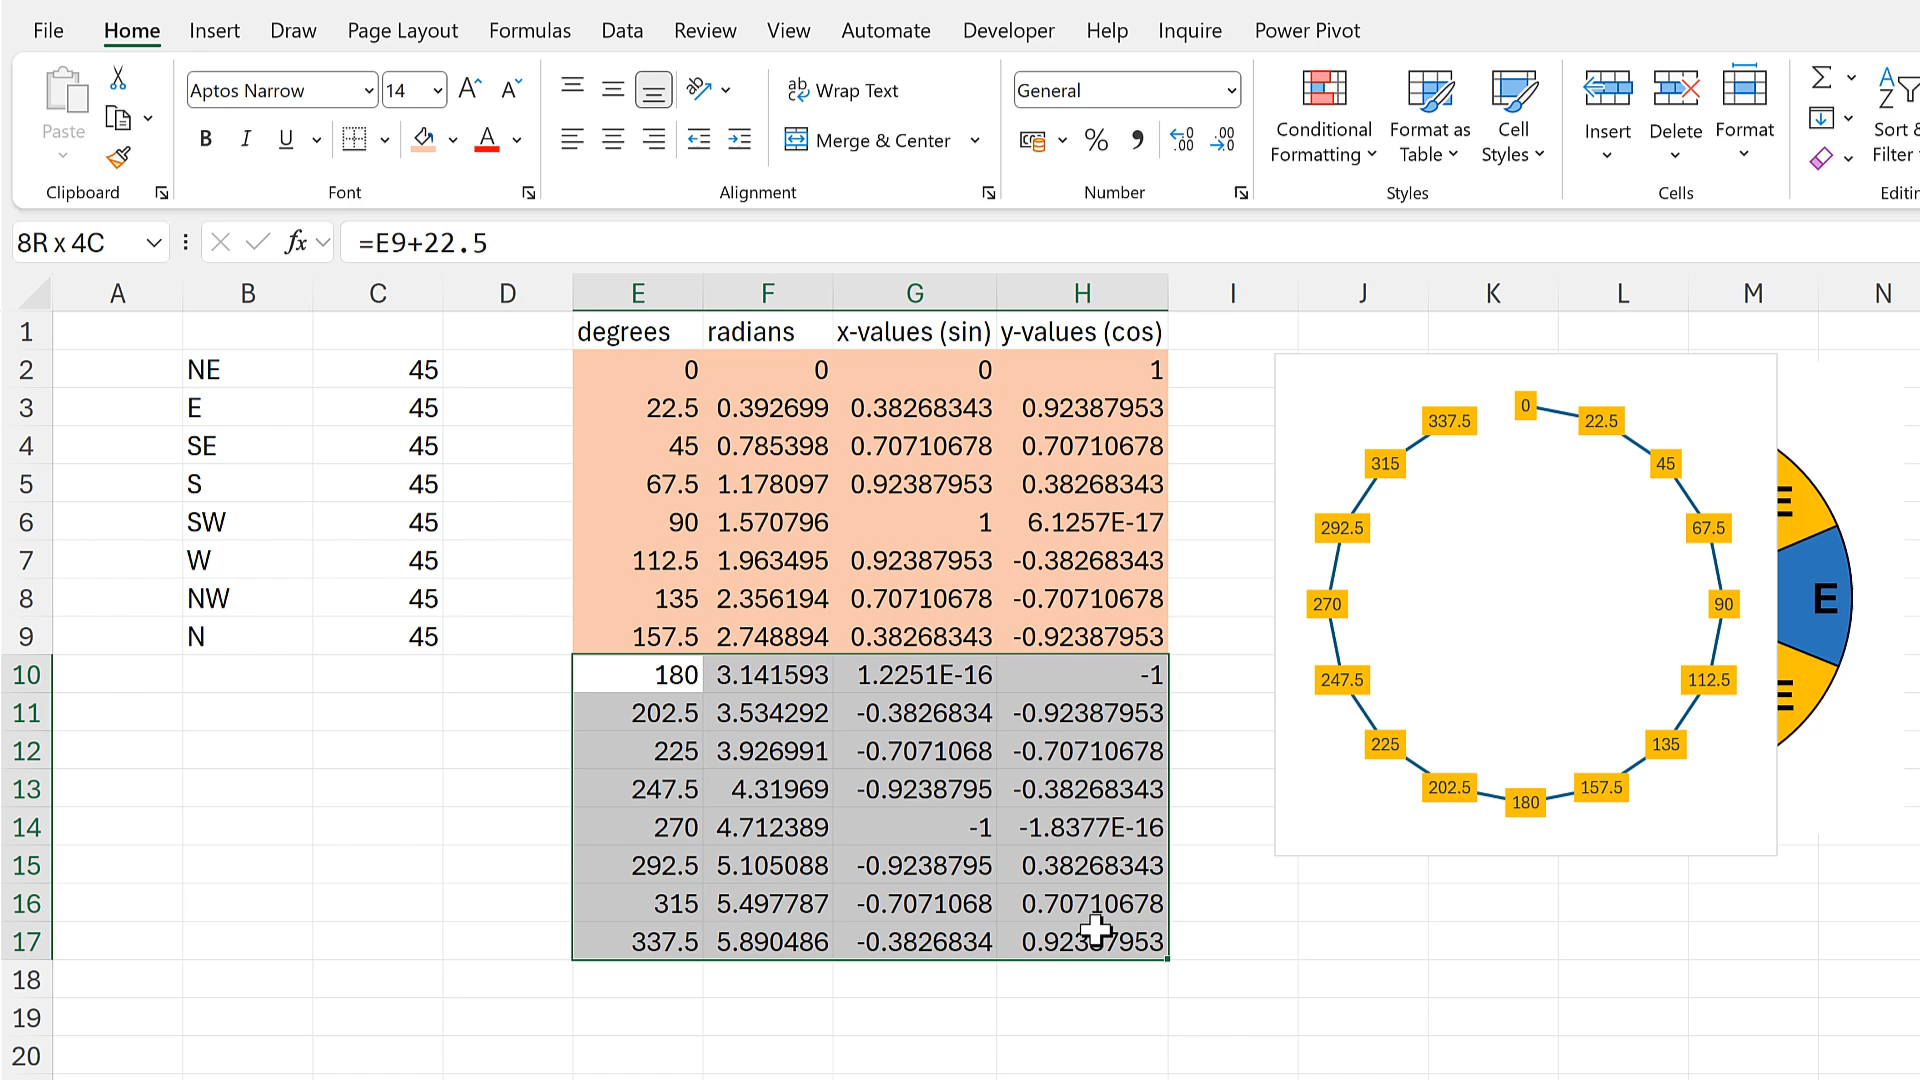 File Home Insert Draw Page Layout Formulas Data Review View Automate Developer Help Inquire Power Pivot
Paste
Clipboard
Aptos Narrow 14
B I U
Font
Wrap Text
Merge & Center
Alignment
General
Number
Conditional Formatting
Format as Table
Cell Styles
Styles
Insert Delete Format
Cells
Sort &
Filter
Editin
8R x 4C fx =E9+22.5
A B C D E F G H I J K L M N
1 degrees radians x-values (sin) y-values (cos)
2 NE 45 0 0 0 1
3 E 45 22.5 0.392699 0.38268343 0.92387953
4 SE 45 45 0.785398 0.70710678 0.70710678
5 S 45 67.5 1.178097 0.92387953 0.38268343
6 SW 45 90 1.570796 1 6.1257E-17
7 W 45 112.5 1.963495 0.92387953 -0.38268343
8 NW 45 135 2.356194 0.70710678 -0.70710678
9 N 45 157.5 2.748894 0.38268343 -0.92387953
10 180 3.141593 1.2251E-16 -1
11 202.5 3.534292 -0.3826834 -0.92387953
12 225 3.926991 -0.7071068 -0.70710678
13 247.5 4.31969 -0.9238795 -0.38268343
14 270 4.712389 -1 -1.8377E-16
15 292.5 5.105088 -0.9238795 0.38268343
16 315 5.497787 -0.7071068 0.70710678
17 337.5 5.890486 -0.3826834 0.92387953
18
19
20
0
22.5
45
67.5
90
112.5
135
157.5
180
202.5
225
247.5
270
292.5
315
337.5
E
E
E